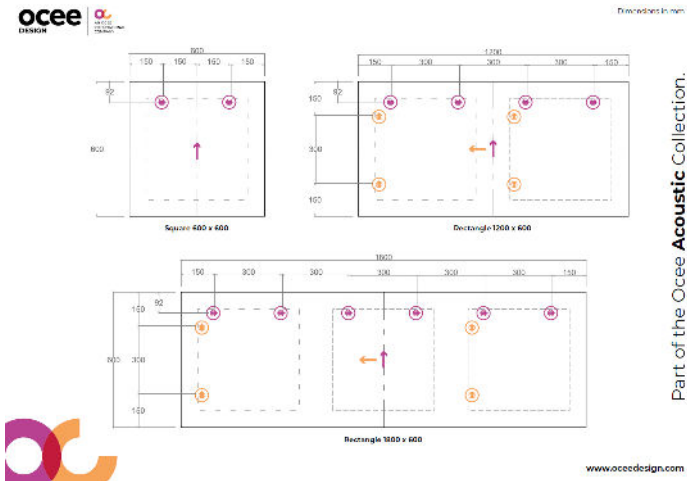 ocee
DESIGN
Dimensions in mm
600
150 150 150 150
92
600
Square 600 x 600
1200
150 300 300 300 150
92
150
300
150
Rectangle 1200 x 600
1800
150 300 300 300 300 300 150
92
150
600
300
150
Rectangle 1800 x 600
Part of the Ocee Acoustic Collection.
www.oceedesign.com